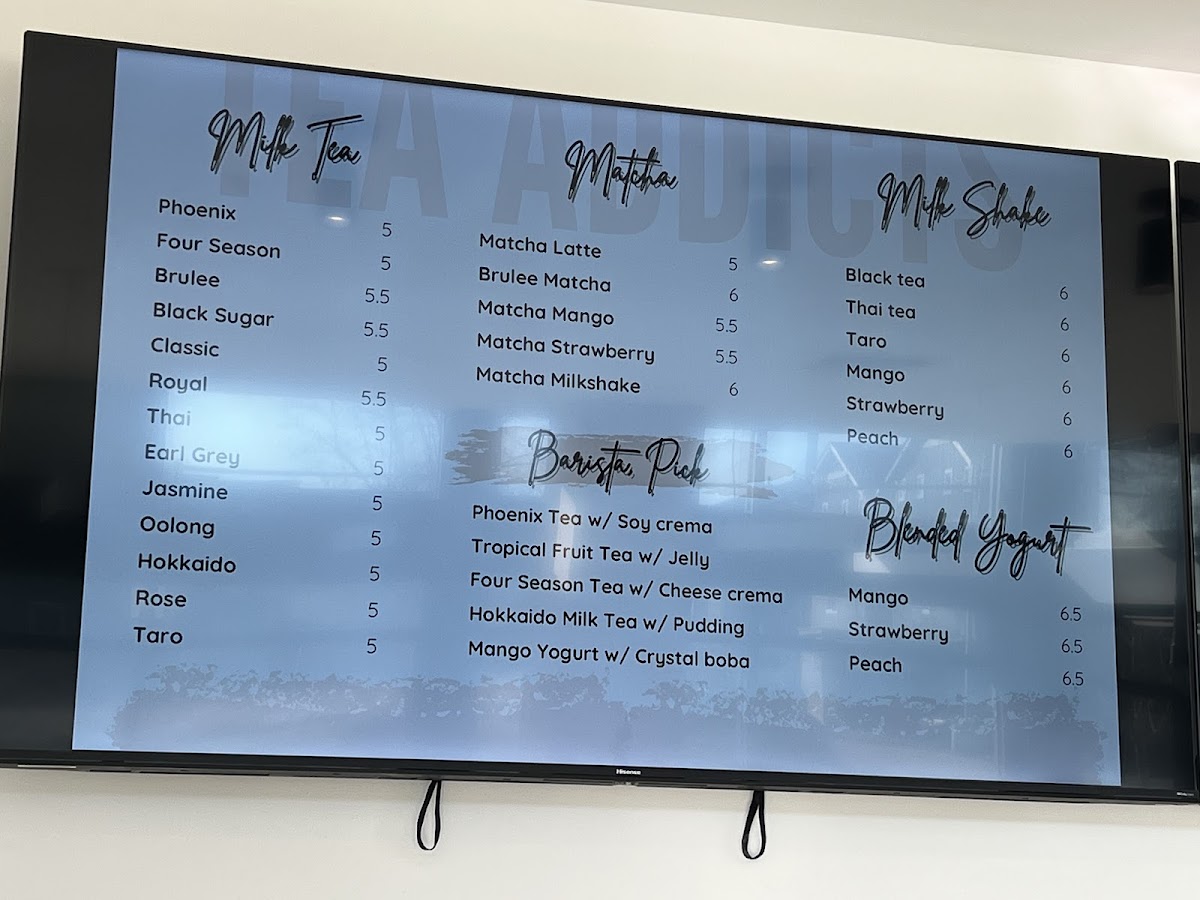 TEA ADDICTS
Milk Tea
Phoenix 5
Four Season 5
Brulee 5.5
Black Sugar 5.5
Classic 5
Royal 5.5
Thai 5
Earl Grey 5
Jasmine 5
Oolong 5
Hokkaido 5
Rose 5
Taro 5
Matcha
Matcha Latte 5
Brulee Matcha 6
Matcha Mango 5.5
Matcha Strawberry 5.5
Matcha Milkshake 6
Barista Pick
Phoenix Tea w/ Soy crema
Tropical Fruit Tea w/ Jelly
Four Season Tea w/ Cheese crema
Hokkaido Milk Tea w/ Pudding
Mango Yogurt w/ Crystal boba
Milk Shake
Black tea 6
Thai tea 6
Taro 6
Mango 6
Strawberry 6
Peach 6
Blended Yogurt
Mango 6.5
Strawberry 6.5
Peach 6.5
Hisense